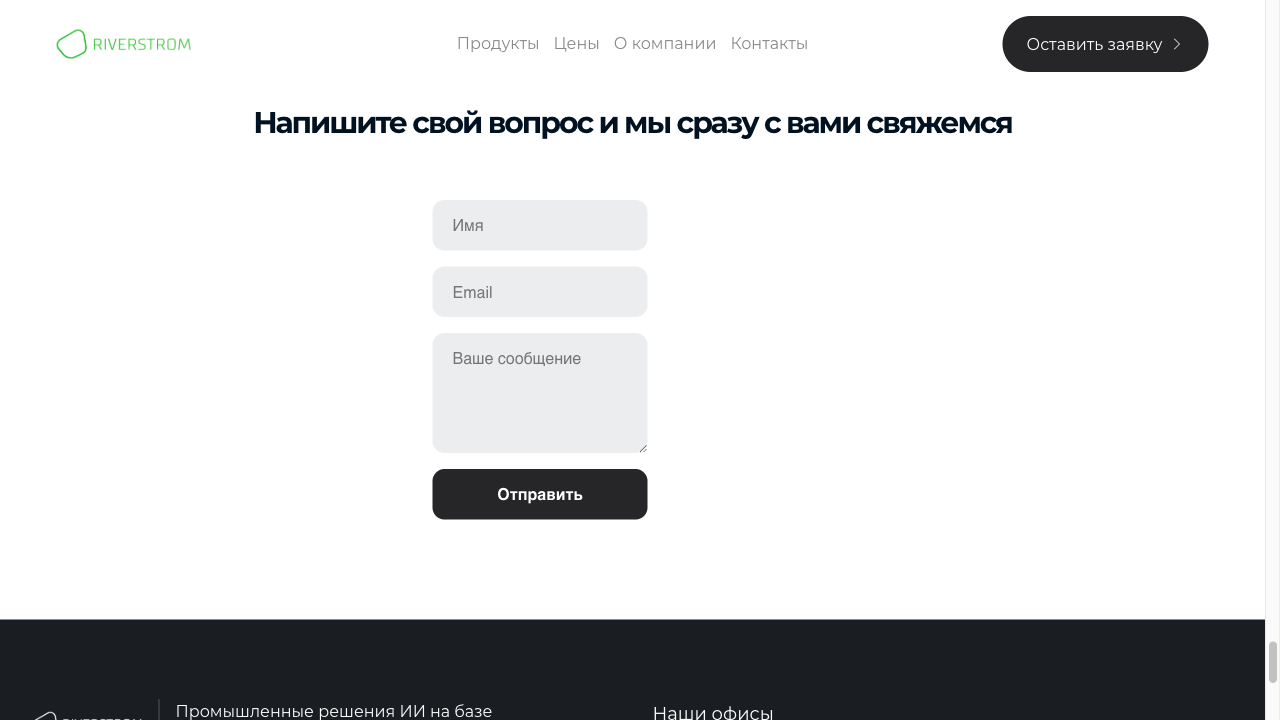 RIVERSTROM
Продукты Цены О компании Контакты
Оставить заявку
Напишите свой вопрос и мы сразу с вами свяжемся
Имя
Email
Ваше сообщение
Отправить
Промышленные решения ИИ на базе
Наши офисы